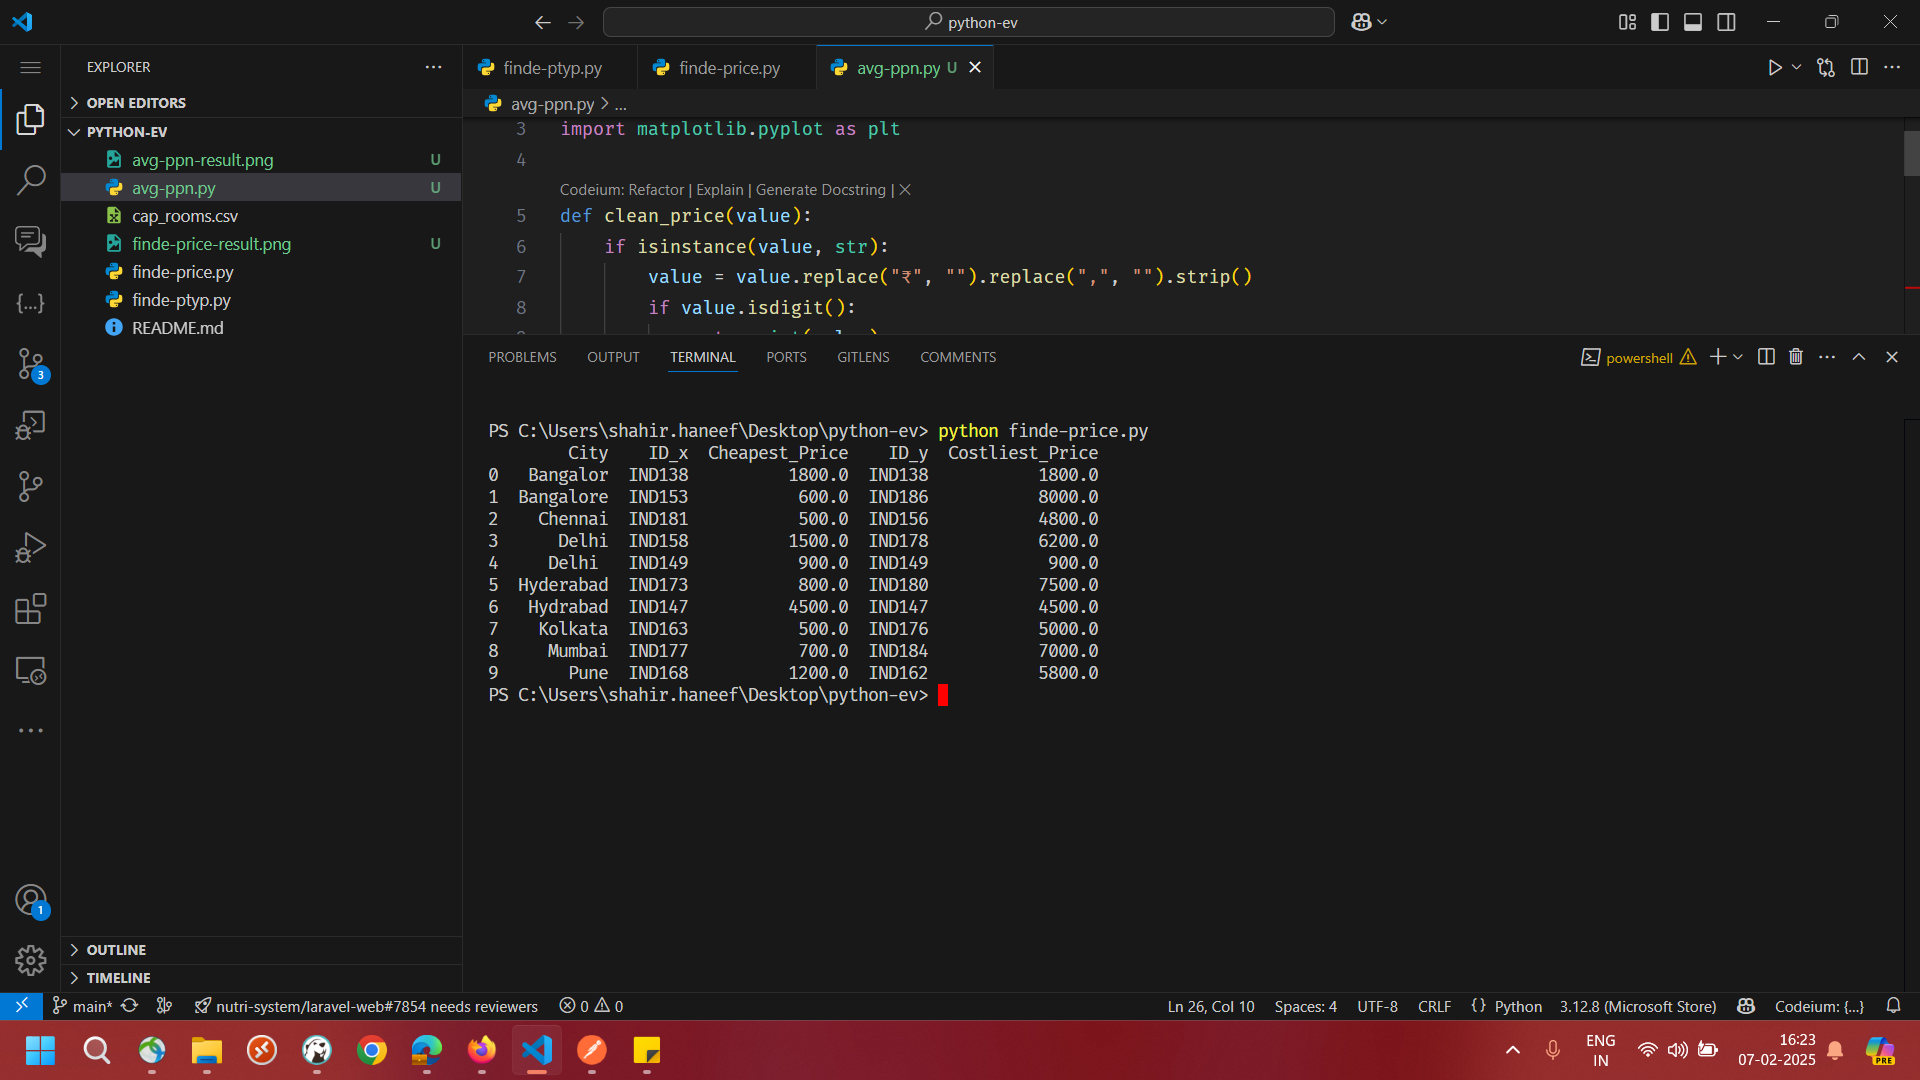 python-ev
EXPLORER
OPEN EDITORS
PYTHON-EV
avg-ppn-result.png U
avg-ppn.py U
cap_rooms.csv
finde-price-result.png U
finde-price.py
finde-ptyp.py
README.md
OUTLINE
TIMELINE
3
1
finde-ptyp.py finde-price.py avg-ppn.py U
avg-ppn.py > ...
3 import matplotlib.pyplot as plt
4
Codeium: Refactor | Explain | Generate Docstring | ×
5 def clean_price(value):
6 if isinstance(value, str):
7 value = value.replace("₹", "").replace(",", "").strip()
8 if value.isdigit():
PROBLEMS OUTPUT TERMINAL PORTS GITLENS COMMENTS
powershell
PS C:\Users\shahir.haneef\Desktop\python-ev> python finde-price.py
City ID_x Cheapest_Price ID_y Costliest_Price
0 Bangalor IND138 1800.0 IND138 1800.0
1 Bangalore IND153 600.0 IND186 8000.0
2 Chennai IND181 500.0 IND156 4800.0
3 Delhi IND158 1500.0 IND178 6200.0
4 Delhi IND149 900.0 IND149 900.0
5 Hyderabad IND173 800.0 IND180 7500.0
6 Hydrabad IND147 4500.0 IND147 4500.0
7 Kolkata IND163 500.0 IND176 5000.0
8 Mumbai IND177 700.0 IND184 7000.0
9 Pune IND168 1200.0 IND162 5800.0
PS C:\Users\shahir.haneef\Desktop\python-ev>
main* nutri-system/laravel-web#7854 needs reviewers 0 0 Ln 26, Col 10 Spaces: 4 UTF-8 CRLF {} Python 3.12.8 (Microsoft Store) Codeium: {...}
ENG
IN
16:23
07-02-2025
PRE